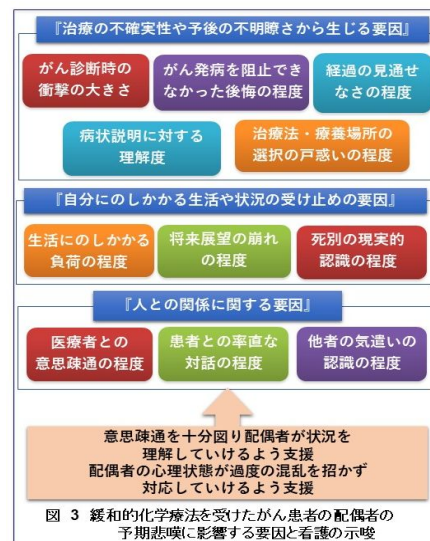 『治療の不確実性や予後の不明瞭さから生じる要因』
がん診断時の
衝撃の大きさ
がん発病を阻止でき
なかった後悔の程度
経過の見通せ
なさの程度
病状説明に対する
理解度
治療法・療養場所の
選択の戸惑いの程度
『自分にのしかかる生活や状況の受け止めの要因』
生活にのしかかる
負荷の程度
将来展望の崩れ
の程度
死別の現実的
認識の程度
『人との関係に関する要因』
医療者との
意思疎通の程度
患者との率直な
対話の程度
他者の気遣いの
認識の程度
意思疎通を十分図り配偶者が状況を
理解していけるよう支援
配偶者の心理状態が過度の混乱を招かず
対応していけるよう支援
図 3 緩和的化学療法を受けたがん患者の配偶者の
予期悲嘆に影響する要因と看護の示唆